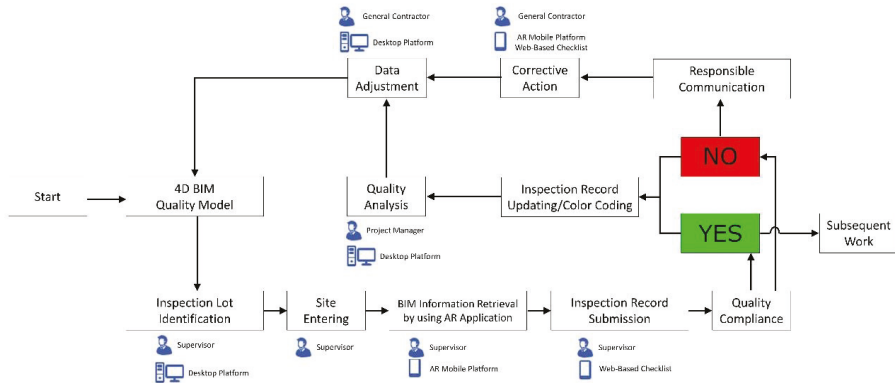 General Contractor
Desktop Platform
General Contractor
AR Mobile Platform
Web-Based Checklist
Data
Adjustment
Corrective
Action
Responsible
Communication
NO
Start
4D BIM
Quality Model
Quality
Analysis
Inspection Record
Updating/Color Coding
YES
Subsequent
Work
Project Manager
Desktop Platform
Inspection Lot
Identification
Site
Entering
BIM Information Retrieval
by using AR Application
Inspection Record
Submission
Quality
Compliance
Supervisor
Desktop Platform
Supervisor
Supervisor
AR Mobile Platform
Supervisor
Web-Based Checklist